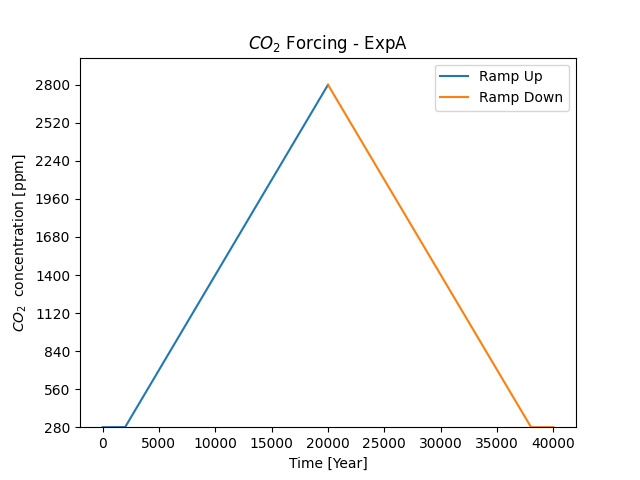 CO₂ Forcing - ExpA
Ramp Up
Ramp Down
CO₂ concentration [ppm]
2800
2520
2240
1960
1680
1400
1120
840
560
280
0 5000 10000 15000 20000 25000 30000 35000 40000
Time [Year]